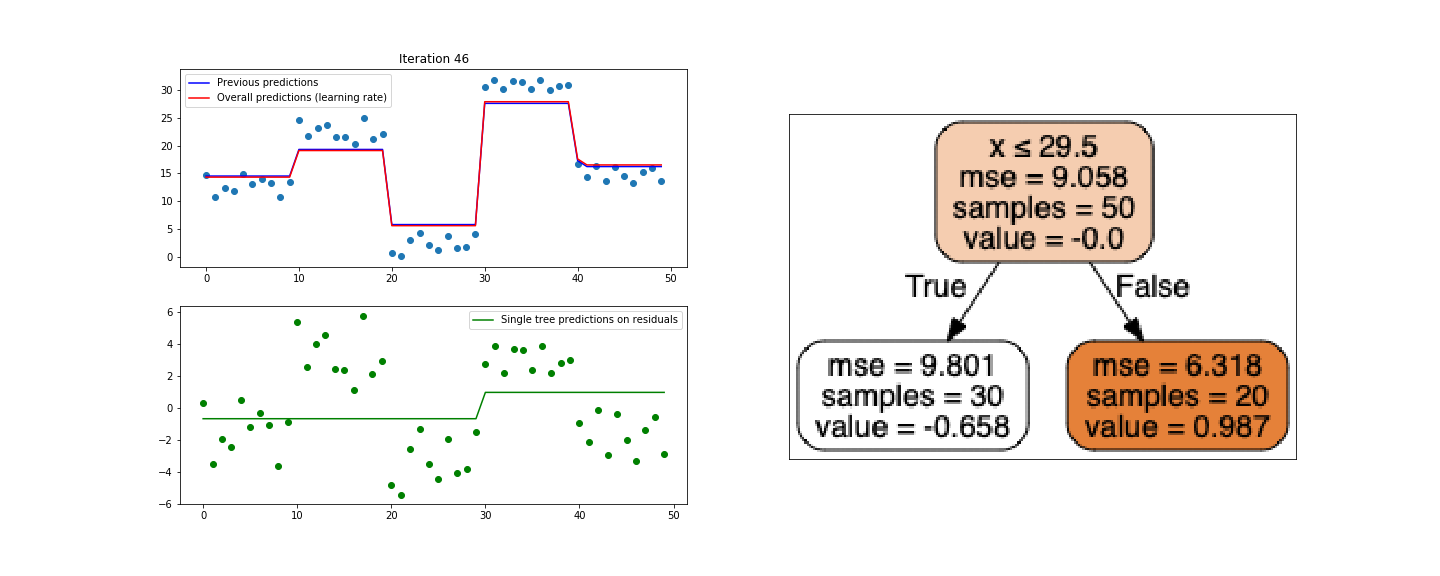 Iteration 46
Previous predictions
Overall predictions (learning rate)
30
25
20
15
10
5
0
0
10
20
30
40
50
Single tree predictions on residuals
6
4
2
0
−2
−4
−6
0
10
20
30
40
50
x ≤ 29.5
mse = 9.058
samples = 50
value = -0.0
True
False
mse = 9.801
samples = 30
value = -0.658
mse = 6.318
samples = 20
value = 0.987